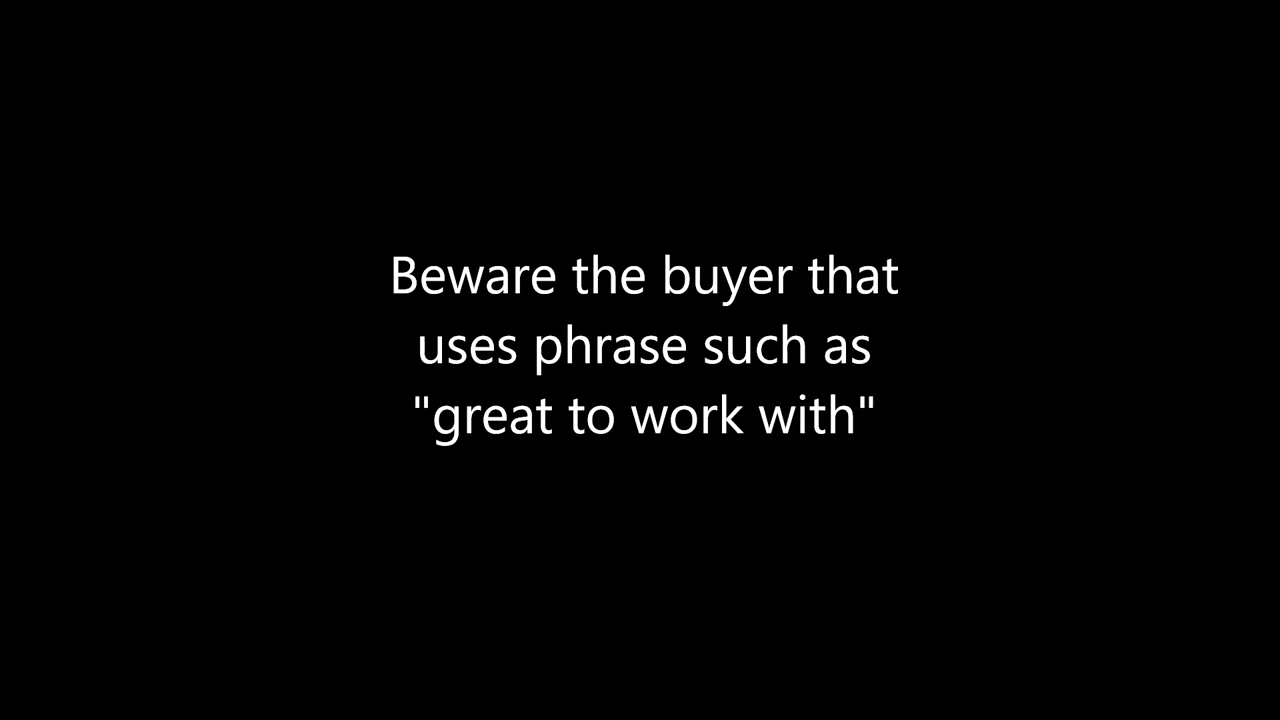 Beware the buyer that
uses phrase such as
"great to work with"